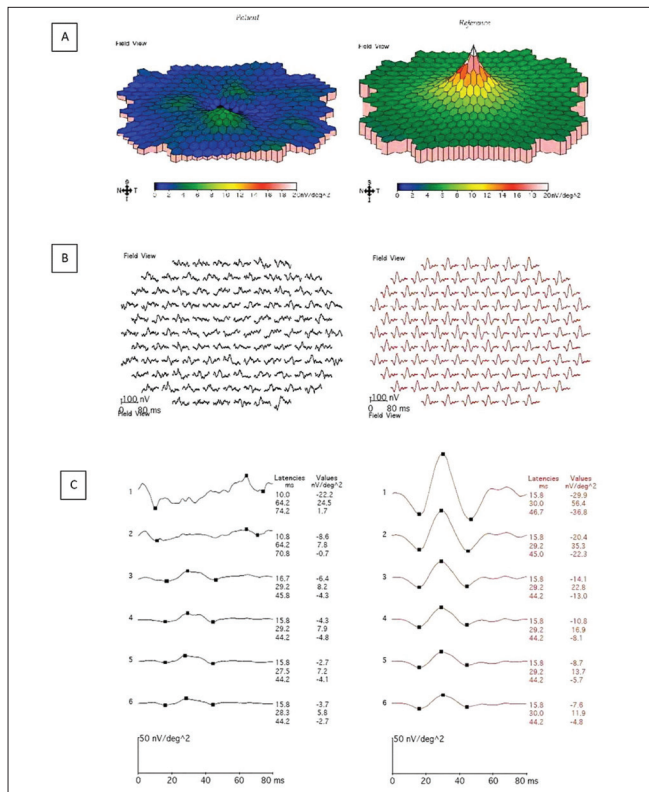 A
Patient
Reference
Field View
Field View
N T
0 2 4 6 8 10 12 14 16 18 20nV/deg^2
S
N T
I
0 2 4 6 8 10 12 14 16 18 20nV/deg^2
B
Field View
Field View
100 nV
0 80 ms
Field View
100 nV
0 80 ms
C
Latencies Values
ms nV/deg^2
1
10.0 -22.2
64.2 24.5
74.2 1.7
2
10.8 -8.6
64.2 7.8
70.8 -0.7
3
16.7 -6.4
29.2 8.2
45.8 -4.3
4
15.8 -4.3
29.2 7.9
44.2 -4.8
5
15.8 -2.7
27.5 7.2
44.2 -4.1
6
15.8 -3.7
28.3 5.8
44.2 -2.7
50 nV/deg^2
0 20 40 60 80 ms
Latencies Values
ms nV/deg^2
1
15.8 -29.9
30.0 56.4
46.7 -36.8
2
15.8 -20.4
29.2 35.3
45.0 -22.3
3
15.8 -14.1
29.2 22.8
44.2 -13.0
4
15.8 -10.8
29.2 16.9
44.2 -8.1
5
15.8 -8.7
29.2 13.7
44.2 -5.7
6
15.8 -7.6
30.0 11.9
44.2 -4.8
50 nV/deg^2
0 20 40 60 80 ms